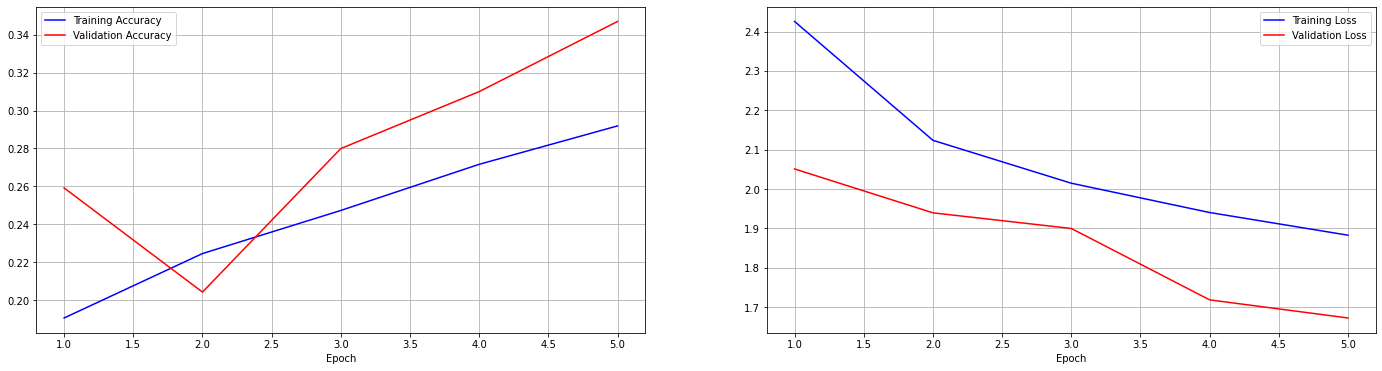 Training Accuracy
Validation Accuracy
0.34
0.32
0.30
0.28
0.26
0.24
0.22
0.20
1.0 1.5 2.0 2.5 3.0 3.5 4.0 4.5 5.0
Epoch
Training Loss
Validation Loss
2.4
2.3
2.2
2.1
2.0
1.9
1.8
1.7
1.0 1.5 2.0 2.5 3.0 3.5 4.0 4.5 5.0
Epoch